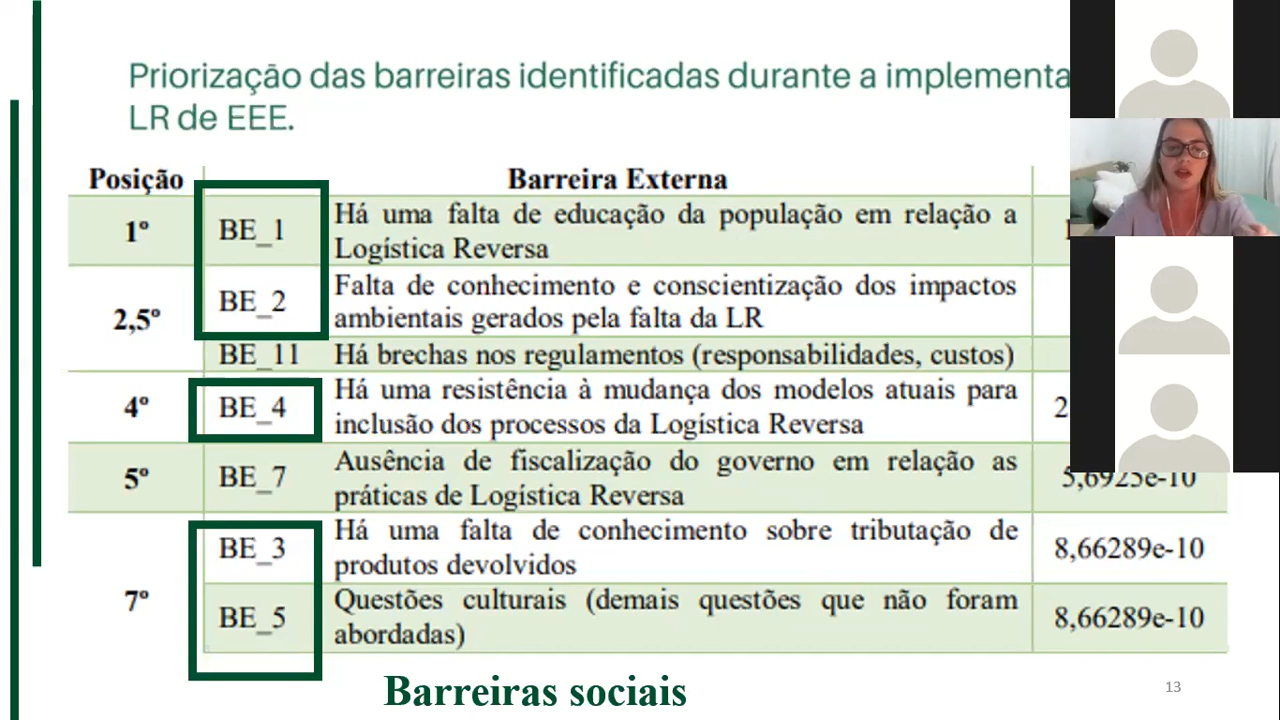 Priorização das barreiras identificadas durante a implementa
LR de EEE.
Posição Barreira Externa
1º BE_1 Há uma falta de educação da população em relação a
Logística Reversa
2,5º BE_2 Falta de conhecimento e conscientização dos impactos
ambientais gerados pela falta da LR
BE_11 Há brechas nos regulamentos (responsabilidades, custos)
4º BE_4 Há uma resistência à mudança dos modelos atuais para 2
inclusão dos processos da Logística Reversa
5º BE_7 Ausência de fiscalização do governo em relação as 5,6925e-10
práticas de Logística Reversa
7º BE_3 Há uma falta de conhecimento sobre tributação de 8,66289e-10
produtos devolvidos
BE_5 Questões culturais (demais questões que não foram 8,66289e-10
abordadas)
Barreiras sociais
13